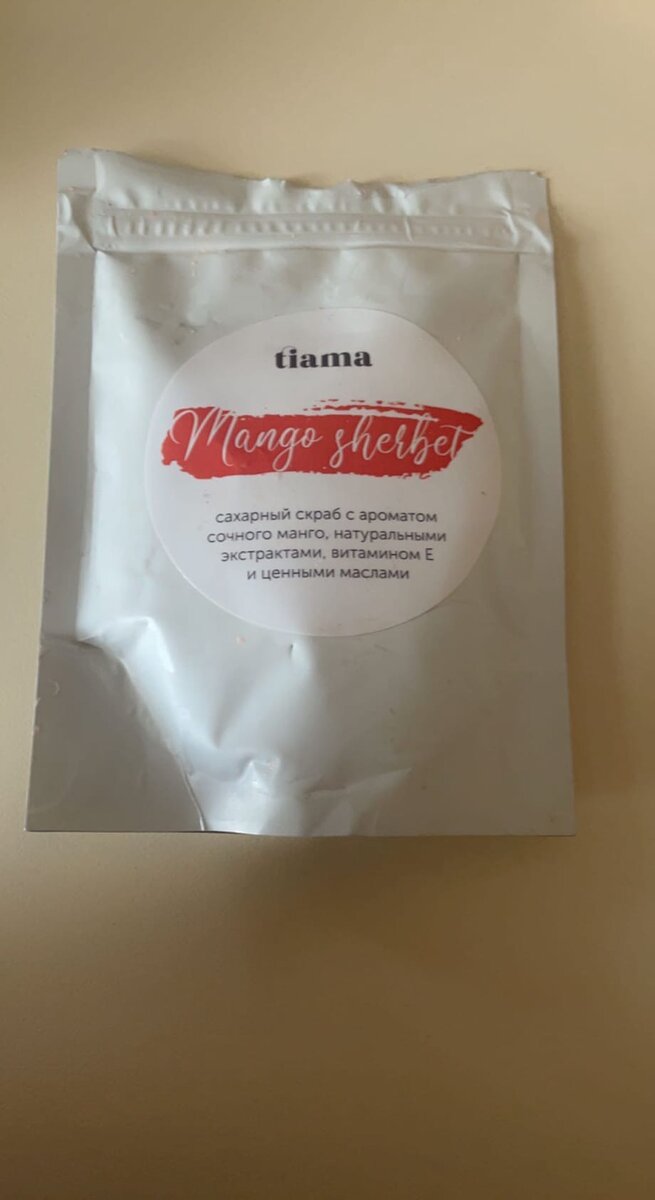 tiama
Mango sherbet
сахарный скраб с ароматом
сочного манго, натуральными
экстрактами, витамином Е
и ценными маслами